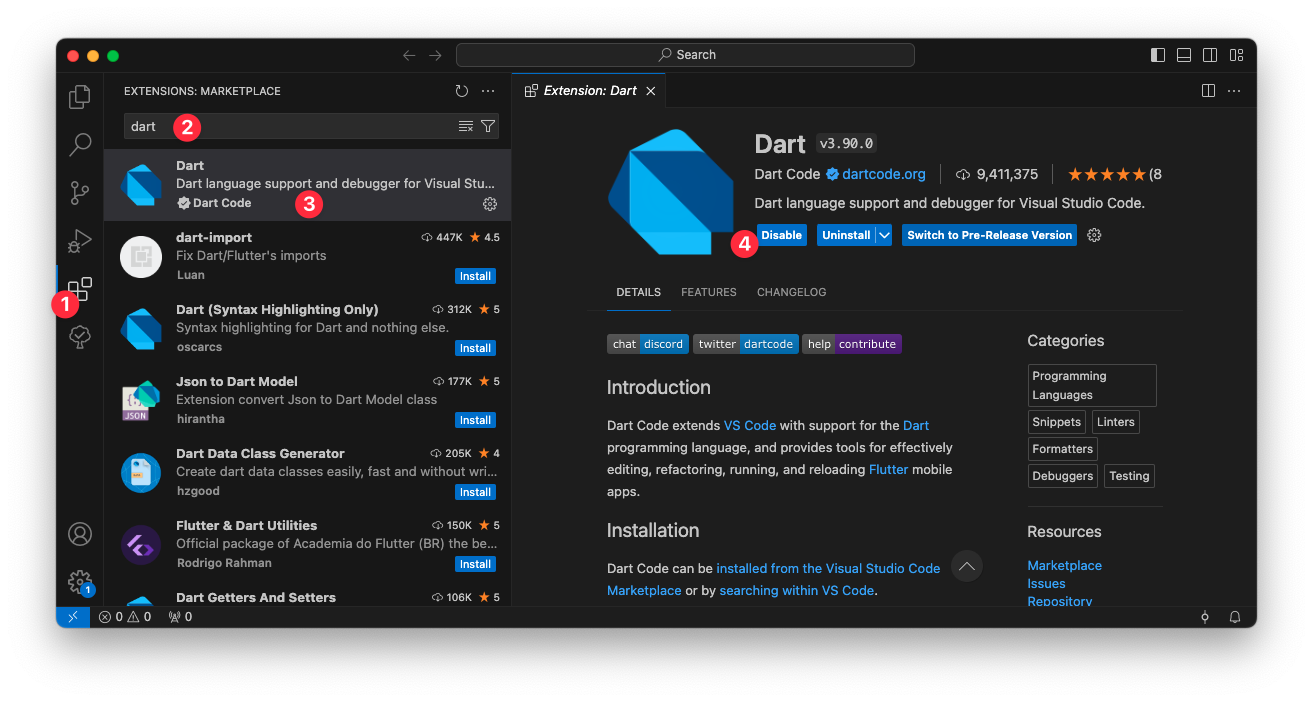 Search
EXTENSIONS: MARKETPLACE
dart
2
Dart
Dart language support and debugger for Visual Stu...
Dart Code
3
dart-import
447K
4.5
Fix Dart/Flutter's imports
Luan
Install
1
Dart (Syntax Highlighting Only)
312K
5
Syntax highlighting for Dart and nothing else.
oscarcs
Install
Json to Dart Model
177K
5
Extension convert Json to Dart Model class
hirantha
Install
JSON
Dart Data Class Generator
205K
4
Create dart data classes easily, fast and without wri...
hzgood
Install
Flutter & Dart Utilities
150K
5
Official package of Academia do Flutter (BR) the be...
Rodrigo Rahman
Install
Dart Getters And Setters
106K
5
1
Extension: Dart
Dart
v3.90.0
Dart Code
dartcode.org
9,411,375
(8
Dart language support and debugger for Visual Studio Code.
4
Disable
Uninstall
Switch to Pre-Release Version
DETAILS
FEATURES
CHANGELOG
chat discord
twitter dartcode
help contribute
Introduction
Dart Code extends VS Code with support for the Dart
programming language, and provides tools for effectively
editing, refactoring, running, and reloading Flutter mobile
apps.
Installation
Dart Code can be installed from the Visual Studio Code
Marketplace or by searching within VS Code.
Categories
Programming
Languages
Snippets
Linters
Formatters
Debuggers
Testing
Resources
Marketplace
Issues
Repository
0
0
0